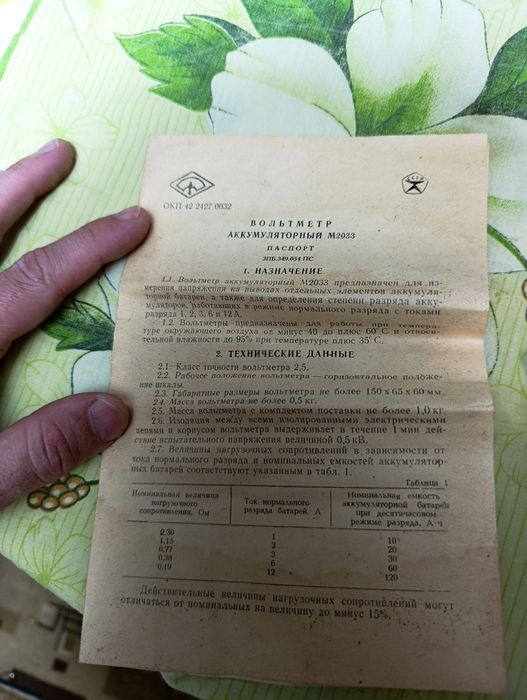 ОКП 42 2427 0032
ВОЛЬТМЕТР
АККУМУЛЯТОРНЫЙ М2033
ПАСПОРТ
ЗПБ.349.054 ПС
1. НАЗНАЧЕНИЕ
1.1. Вольтметр аккумуляторный М2033 предназначен для из-
мерения напряжения на выводах отдельных элементов аккумуля-
торной батареи, а также для определения степени разряда акку-
муляторов, работающих в режиме нормального разряда с токами
разряда 1, 2, 3, 6 и 12 А.
1.2. Вольтметры предназначены для работы при темпера-
туре окружающего воздуха от минус 40 до плюс 60°С и относи-
тельной влажности до 95% при температуре плюс 35°С.
2. ТЕХНИЧЕСКИЕ ДАННЫЕ
2.1. Класс точности вольтметра 2,5.
2.2. Рабочее положение вольтметра — горизонтальное положе-
ние шкалы.
2.3. Габаритные размеры вольтметра не более 150х65х60 мм.
2.4. Масса вольтметра не более 0,5 кг.
2.5. Масса вольтметра с комплектом поставки не более 1,0 кг.
2.6. Изоляция между всеми изолированными электрическими
цепями и корпусом вольтметра выдерживает в течение 1 мин дей-
ствие испытательного напряжения величиной 0,5 кВ.
2.7. Величины нагрузочных сопротивлений в зависимости от
тока нормального разряда и номинальных емкостей аккумулятор-
ных батарей соответствуют указанным в табл. 1.
Таблица 1
Номинальная величина нагрузочного сопротивления, Ом
Ток нормального разряда батарей, А
Номинальная емкость аккумуляторной батареи при десятичасовом режиме разряда, А·ч
2,30 1 10
1,15 2 20
0,77 3 30
0,38 6 60
0,19 12 120
Действительные величины нагрузочных сопротивлений могут
отличаться от номинальных на величину до минус 15%.